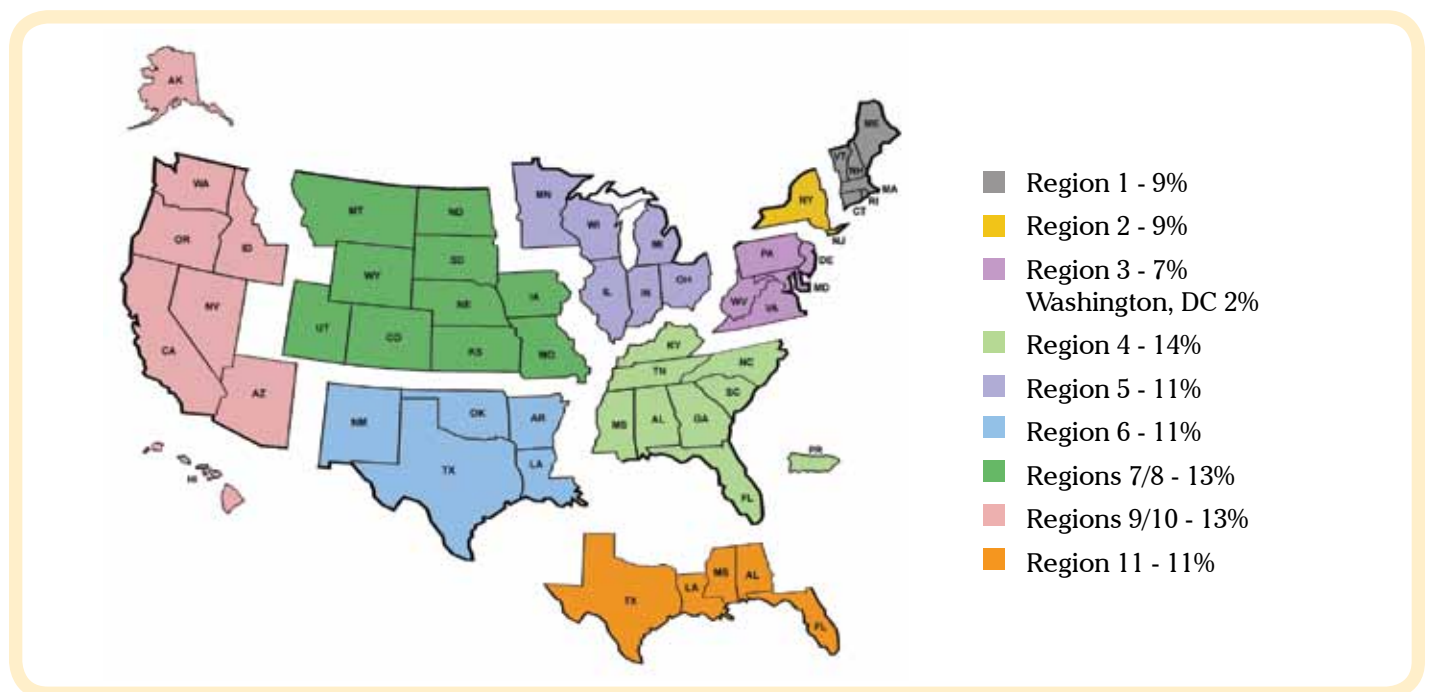 AK
ME
VT
NH
MA
RI
CT
WA
MT
ND
MN
OR
ID
WI
MI
NY
NJ
SD
WY
PA
DE
MD
IA
NE
IL
IN
OH
WV
VA
NV
UT
CO
KS
MO
KY
CA
TN
NC
AZ
SC
NM
OK
AR
MS
AL
GA
TX
LA
PR
HI
FL
TX
LA
MS
AL
FL
Region 1 - 9%
Region 2 - 9%
Region 3 - 7%
Washington, DC 2%
Region 4 - 14%
Region 5 - 11%
Region 6 - 11%
Regions 7/8 - 13%
Regions 9/10 - 13%
Region 11 - 11%